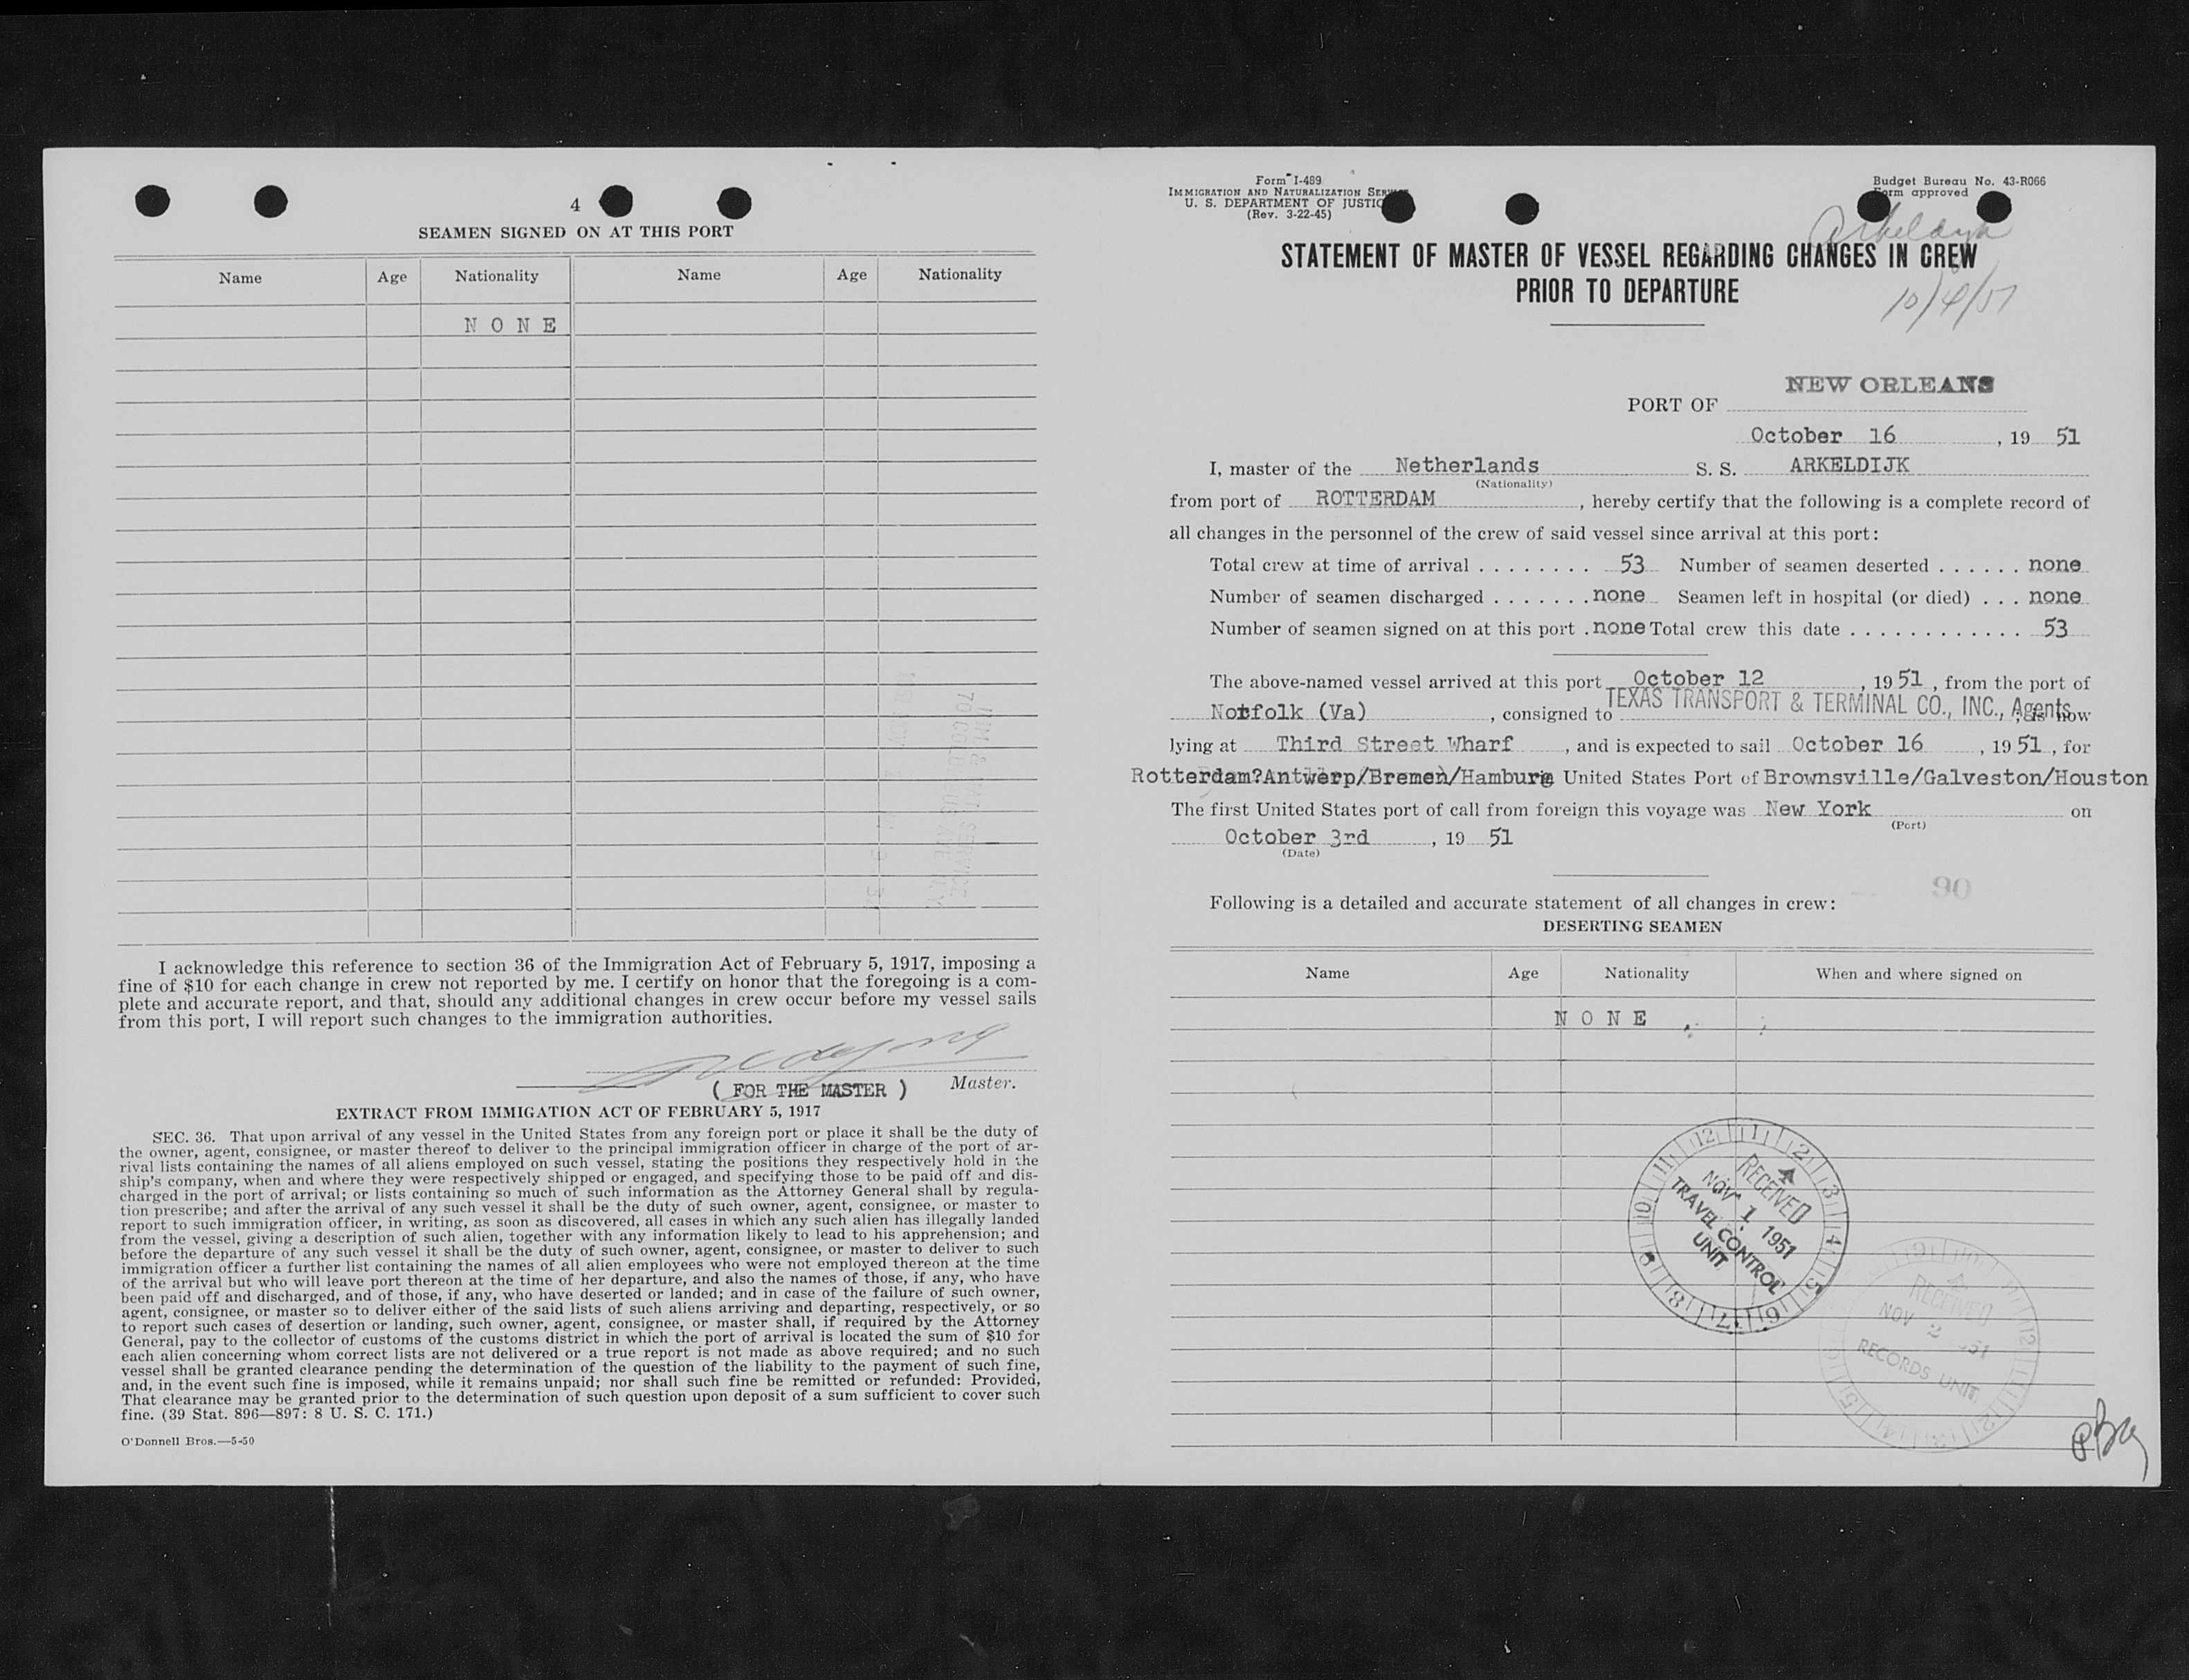 4
SEAMEN SIGNED ON AT THIS PORT
Name Age Nationality Name Age Nationality
N O N E
I acknowledge this reference to section 36 of the Immigration Act of February 5, 1917, imposing a
fine of $10 for each change in crew not reported by me. I certify on honor that the foregoing is a com-
plete and accurate report, and that, should any additional changes in crew occur before my vessel sails
from this port, I will report such changes to the immigration authorities.
( FOR THE MASTER ) Master.
EXTRACT FROM IMMIGATION ACT OF FEBRUARY 5, 1917
SEC. 36. That upon arrival of any vessel in the United States from any foreign port or place it shall be the duty of
the owner, agent, consignee, or master thereof to deliver to the principal immigration officer in charge of the port of ar-
rival lists containing the names of all aliens employed on such vessel, stating the positions they respectively hold in the
ship's company, when and where they were respectively shipped or engaged, and specifying those to be paid off and dis-
charged in the port of arrival; or lists containing so much of such information as the Attorney General shall by regula-
tion prescribe; and after the arrival of any such vessel it shall be the duty of such owner, agent, consignee, or master to
report to such immigration officer, in writing, as soon as discovered, all cases in which any such alien has illegally landed
from the vessel, giving a description of such alien, together with any information likely to lead to his apprehension; and
before the departure of any such vessel it shall be the duty of such owner, agent, consignee, or master to deliver to such
immigration officer a further list containing the names of all alien employees who were not employed thereon at the time
of the arrival but who will leave port thereon at the time of her departure, and also the names of those, if any, who have
been paid off and discharged, and of those, if any, who have deserted or landed; and in case of the failure of such owner,
agent, consignee, or master so to deliver either of the said lists of such aliens arriving and departing, respectively, or so
to report such cases of desertion or landing, such owner, agent, consignee, or master shall, if required by the Attorney
General, pay to the collector of customs of the customs district in which the port of arrival is located the sum of $10 for
each alien concerning whom correct lists are not delivered or a true report is not made as above required; and no such
vessel shall be granted clearance pending the determination of the question of the liability to the payment of such fine,
and, in the event such fine is imposed, while it remains unpaid; nor shall such fine be remitted or refunded: Provided,
That clearance may be granted prior to the determination of such question upon deposit of a sum sufficient to cover such
fine. (39 Stat. 896—897: 8 U. S. C. 171.)
O'Donnell Bros.—5-50
Form I-489
IMMIGRATION AND NATURALIZATION SERVICE
U. S. DEPARTMENT OF JUSTIC
(Rev. 3-22-45)
Budget Bureau No. 43-R066
Form approved
Arkeldyk
STATEMENT OF MASTER OF VESSEL REGARDING CHANGES IN CREW
PRIOR TO DEPARTURE
10/4/51
NEW ORLEANS
PORT OF
October 16 , 19 51
I, master of the Netherlands S. S. ARKELDIJK
(Nationality)
from port of ROTTERDAM , hereby certify that the following is a complete record of
all changes in the personnel of the crew of said vessel since arrival at this port:
Total crew at time of arrival . . . . . . . . 53 Number of seamen deserted . . . . . . none
Number of seamen discharged . . . . . . . none Seamen left in hospital (or died) . . . none
Number of seamen signed on at this port . none Total crew this date . . . . . . . . . . . . 53
The above-named vessel arrived at this port October 12 , 19 51 , from the port of
Norfolk (Va) , consigned to TEXAS TRANSPORT & TERMINAL CO., INC., Agents , is now
lying at Third Street Wharf , and is expected to sail October 16 , 19 51 , for
Rotterdam?Antwerp/Bremen/Hamburg United States Port of Brownsville/Galveston/Houston
The first United States port of call from foreign this voyage was New York on
(Port)
October 3rd , 19 51
(Date)
90
Following is a detailed and accurate statement of all changes in crew:
DESERTING SEAMEN
Name Age Nationality When and where signed on
N O N E
12 1 2 3 4 5 6 7 8 9 10 11
RECEIVED
NOV 1 1951
TRAVEL CONTROL
UNIT
RECEIVED
NOV 2 51
RECORDS UNIT